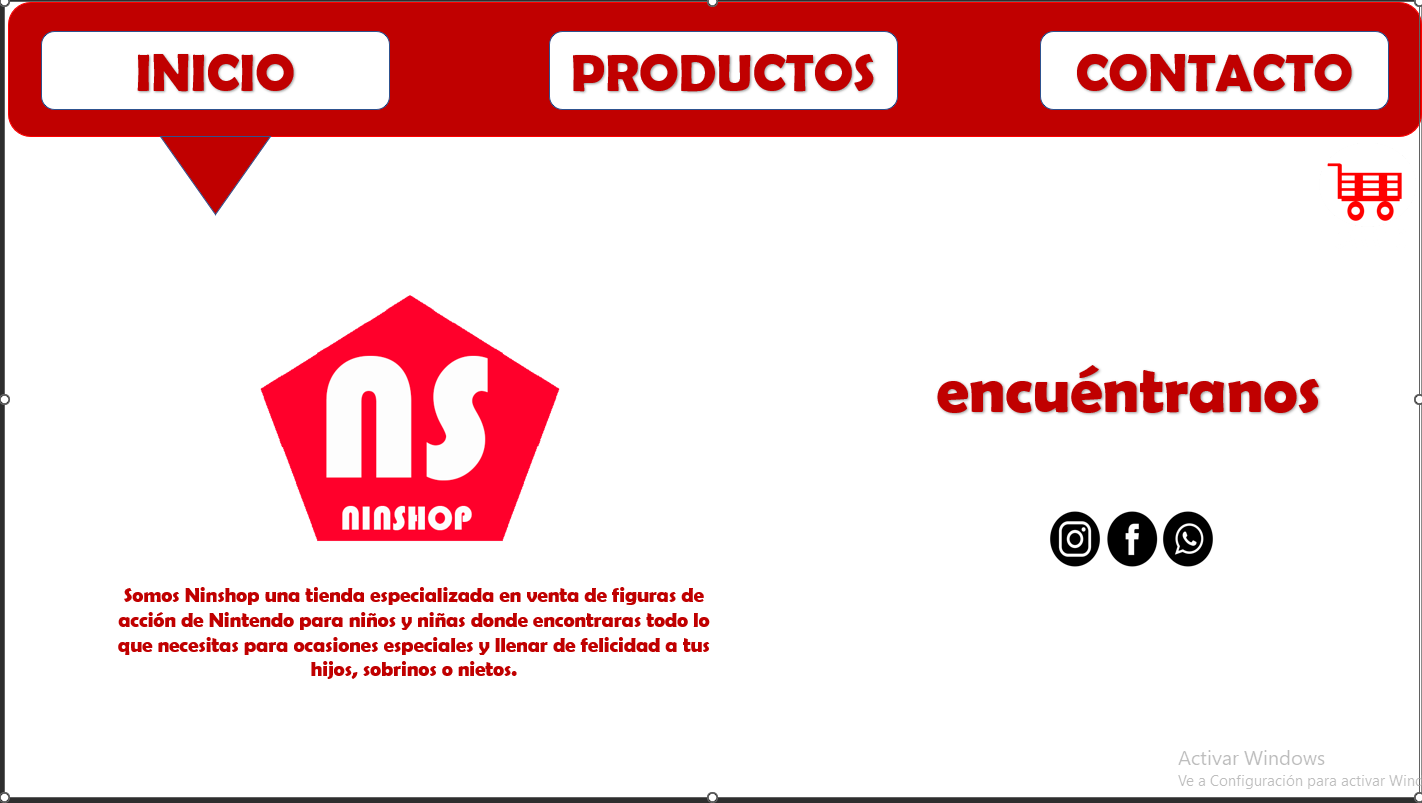 INICIO
PRODUCTOS
CONTACTO
ns
NINSHOP
encuéntranos
Somos Ninshop una tienda especializada en venta de figuras de
acción de Nintendo para niños y niñas donde encontraras todo lo
que necesitas para ocasiones especiales y llenar de felicidad a tus
hijos, sobrinos o nietos.
Activar Windows
Ve a Configuración para activar Winc